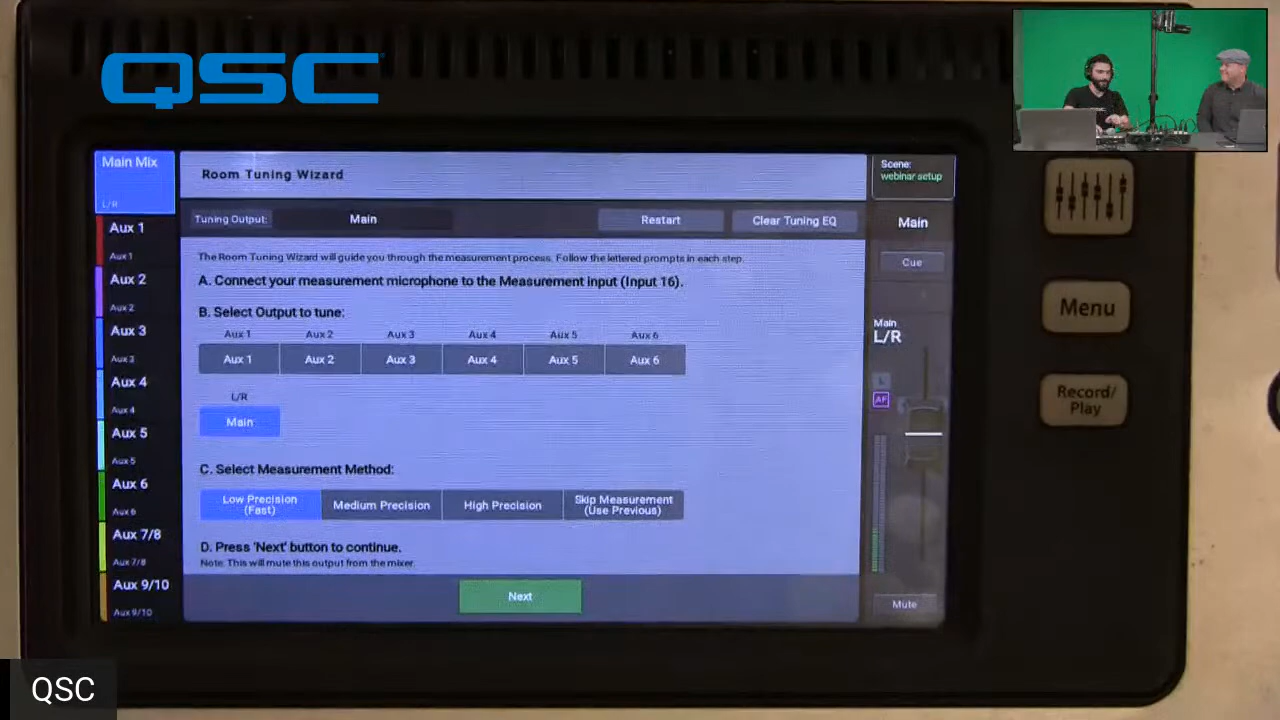 QSC
Main Mix
L/R
Aux 1
Aux 1
Aux 2
Aux 2
Aux 3
Aux 3
Aux 4
Aux 4
Aux 5
Aux 5
Aux 6
Aux 6
Aux 7/8
Aux 7/8
Aux 9/10
Aux 9/10
Room Tuning Wizard
Tuning Output: Main Restart Clear Tuning EQ
The Room Tuning Wizard will guide you through the measurement process. Follow the lettered prompts in each step.
A. Connect your measurement microphone to the Measurement input (Input 16).
B. Select Output to tune:
Aux 1 Aux 2 Aux 3 Aux 4 Aux 5 Aux 6
Aux 1 Aux 2 Aux 3 Aux 4 Aux 5 Aux 6
L/R
Main
C. Select Measurement Method:
Low Precision (Fast) Medium Precision High Precision Skip Measurement (Use Previous)
D. Press 'Next' button to continue.
Note: This will mute this output from the mixer.
Next
Scene:
webinar setup
Main
Cue
Main
L/R
L
AF
Mute
Menu
Record/
Play
QSC